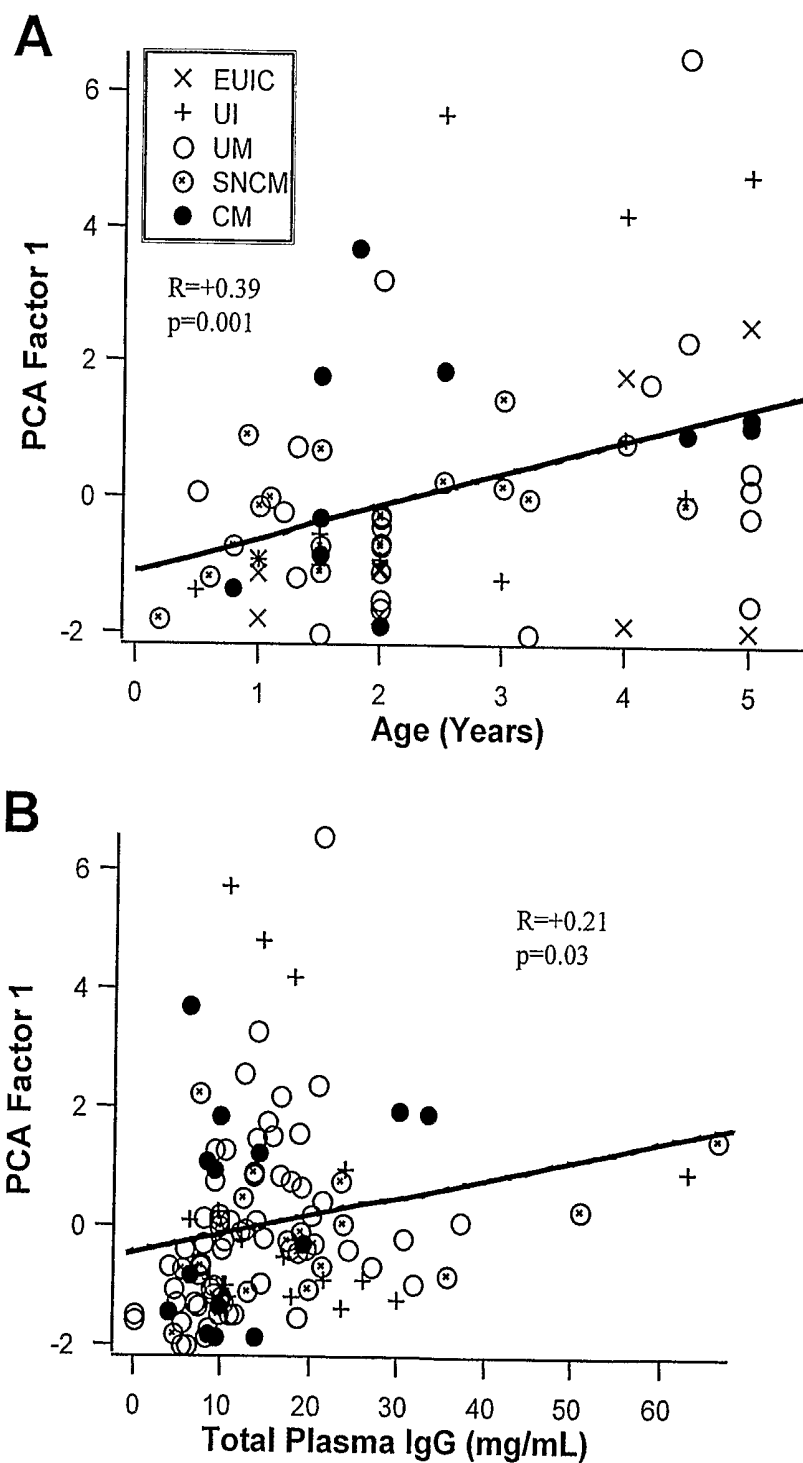 A
EUIC
UI
UM
SNCM
CM
R=+0.39
p=0.001
PCA Factor 1
6
4
2
0
-2
0 1 2 3 4 5
Age (Years)
B
R=+0.21
p=0.03
PCA Factor 1
6
4
2
0
-2
0 10 20 30 40 50 60
Total Plasma IgG (mg/mL)